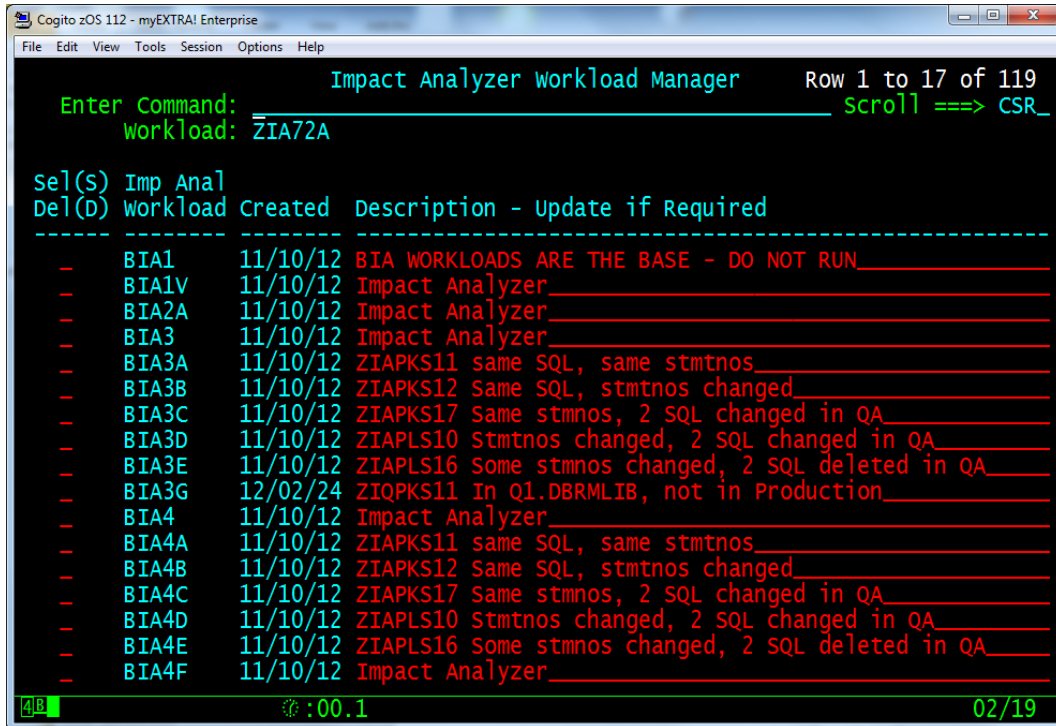 Cogito zOS 112 - myEXTRA! Enterprise
File Edit View Tools Session Options Help
Impact Analyzer Workload Manager Row 1 to 17 of 119
Enter Command: Scroll ===> CSR
Workload: ZIA72A
Sel(S) Imp Anal
Del(D) Workload Created Description - Update if Required
------ -------- -------- ------------------------------------------------------
_ BIA1 11/10/12 BIA WORKLOADS ARE THE BASE - DO NOT RUN
_ BIA1V 11/10/12 Impact Analyzer
_ BIA2A 11/10/12 Impact Analyzer
_ BIA3 11/10/12 Impact Analyzer
_ BIA3A 11/10/12 ZIAPKS11 same SQL, same stmtnos
_ BIA3B 11/10/12 ZIAPKS12 Same SQL, stmtnos changed
_ BIA3C 11/10/12 ZIAPKS17 Same stmnos, 2 SQL changed in QA
_ BIA3D 11/10/12 ZIAPLS10 Stmtnos changed, 2 SQL changed in QA
_ BIA3E 11/10/12 ZIAPLS16 Some stmnos changed, 2 SQL deleted in QA
_ BIA3G 12/02/24 ZIQPKS11 In Q1.DBRMLIB, not in Production
_ BIA4 11/10/12 Impact Analyzer
_ BIA4A 11/10/12 ZIAPKS11 same SQL, same stmtnos
_ BIA4B 11/10/12 ZIAPKS12 Same SQL, stmtnos changed
_ BIA4C 11/10/12 ZIAPKS17 Same stmnos, 2 SQL changed in QA
_ BIA4D 11/10/12 ZIAPLS10 Stmtnos changed, 2 SQL changed in QA
_ BIA4E 11/10/12 ZIAPLS16 Some stmnos changed, 2 SQL deleted in QA
_ BIA4F 11/10/12 Impact Analyzer
4B :00.1 02/19